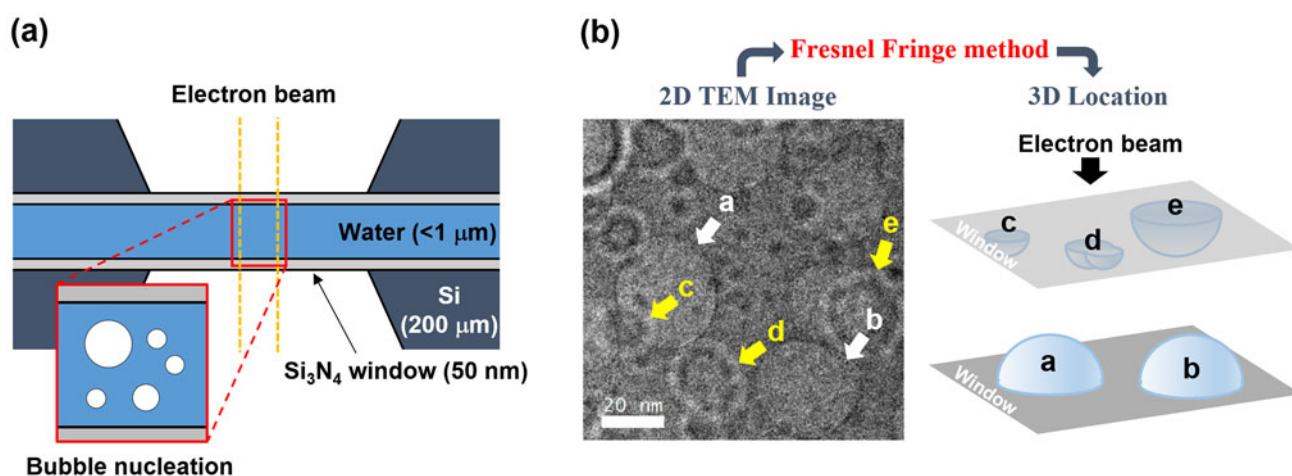 (a)
Electron beam
Water (<1 μm)
Si
(200 μm)
Si₃N₄ window (50 nm)
Bubble nucleation
(b)
Fresnel Fringe method
2D TEM Image
3D Location
a
e
c
d
b
20 nm
Electron beam
c
d
e
Window
a
b
Window